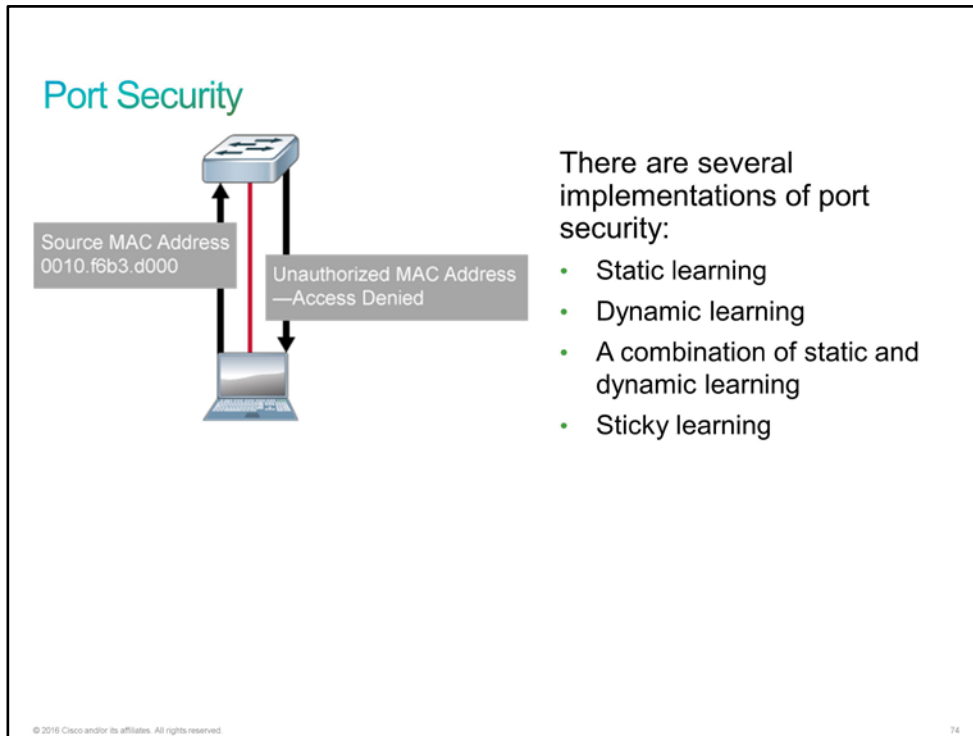 Port Security
Source MAC Address
0010.f6b3.d000
Unauthorized MAC Address
—Access Denied
There are several
implementations of port
security:
• Static learning
• Dynamic learning
• A combination of static and
dynamic learning
• Sticky learning
© 2016 Cisco and/or its affiliates. All rights reserved.
74